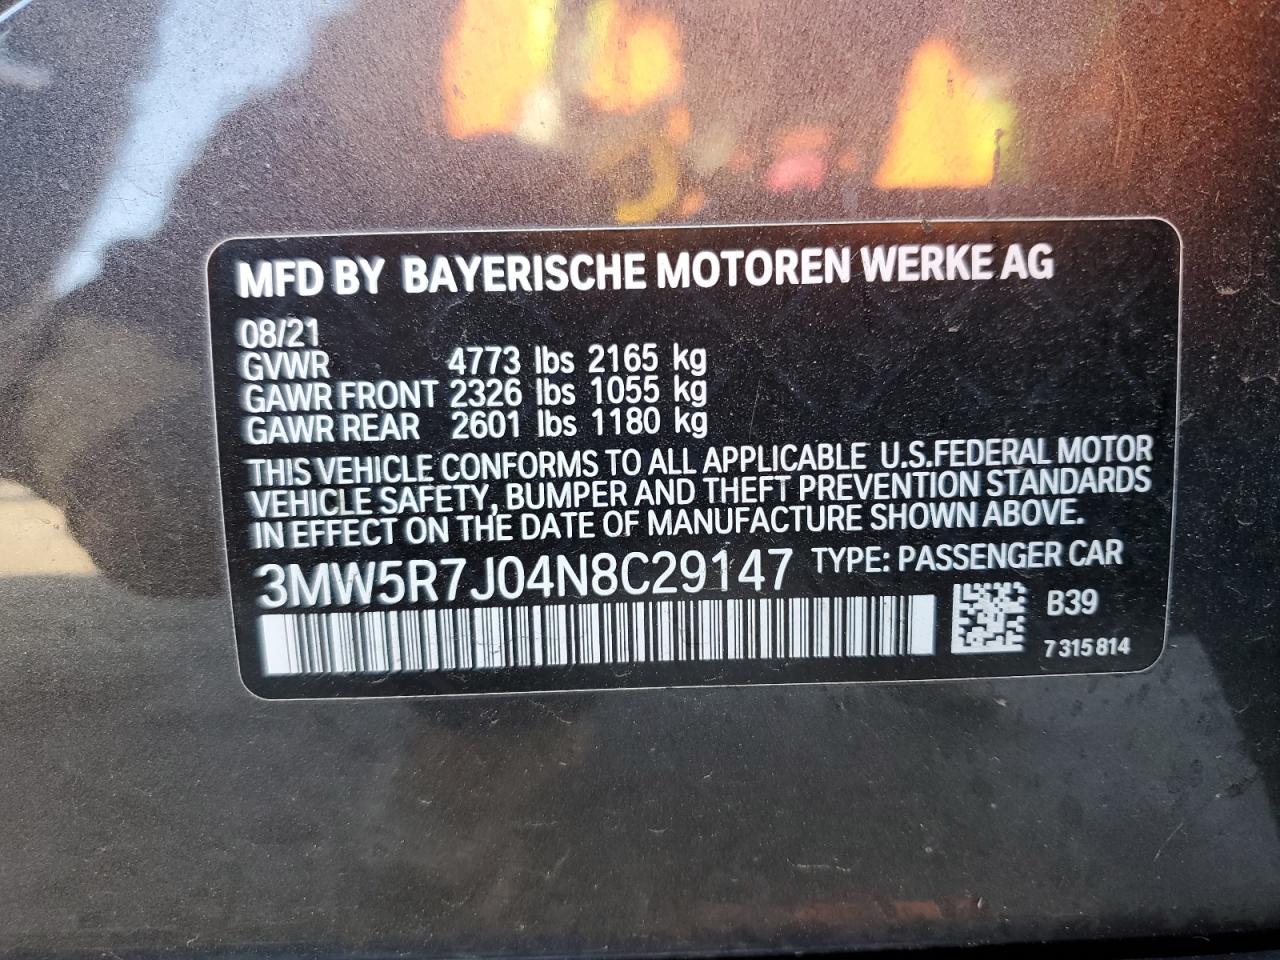 MFD BY BAYERISCHE MOTOREN WERKE AG
08/21
GVWR 4773 lbs 2165 kg
GAWR FRONT 2326 lbs 1055 kg
GAWR REAR 2601 lbs 1180 kg
THIS VEHICLE CONFORMS TO ALL APPLICABLE U.S.FEDERAL MOTOR
VEHICLE SAFETY, BUMPER AND THEFT PREVENTION STANDARDS
IN EFFECT ON THE DATE OF MANUFACTURE SHOWN ABOVE.
3MW5R7J04N8C29147 TYPE: PASSENGER CAR
B39
7 315 814